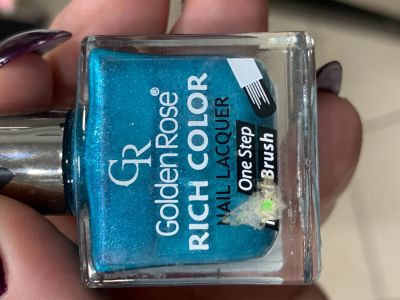 GR
Golden Rose®
RICH COLOR
NAIL LACQUER
One Step
Brush